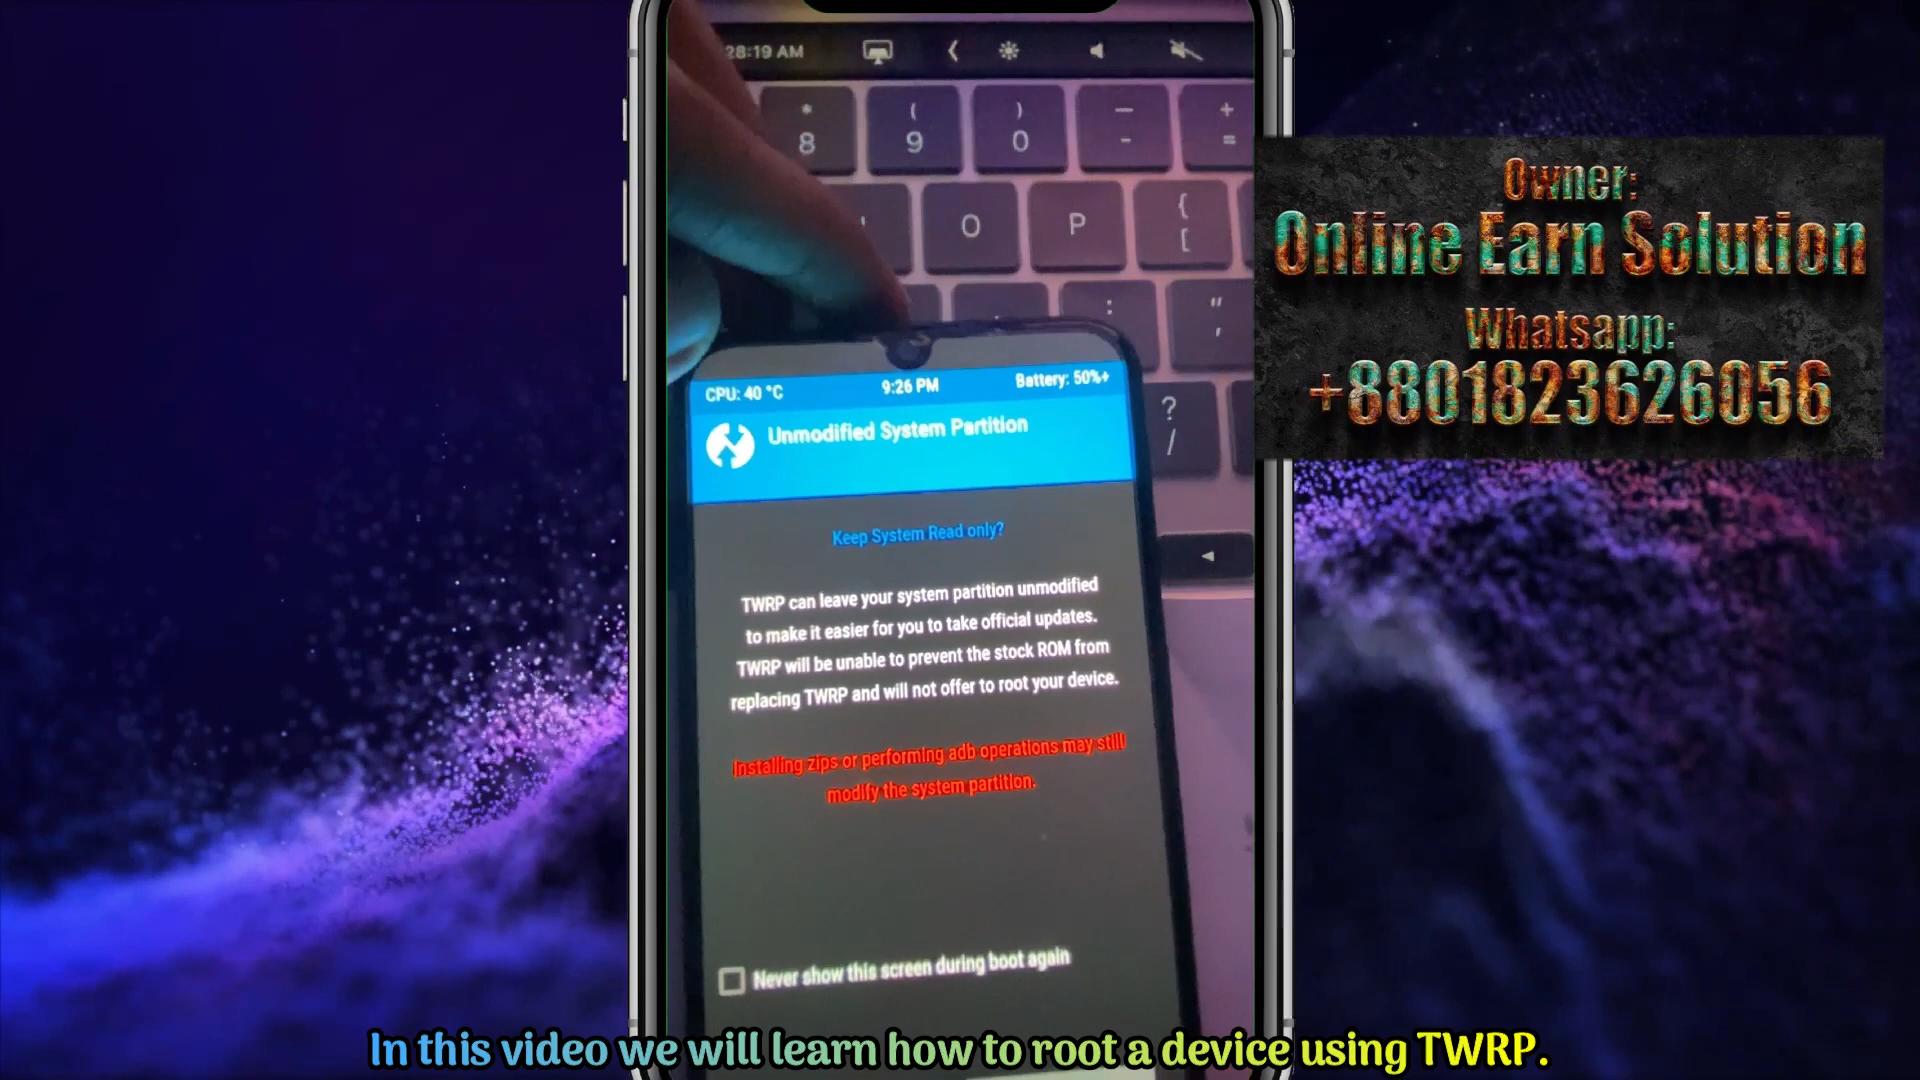 28:19 AM
*
8
(
9
)
0
—
-
+
=
O
P
{
[
:
"
'
?
/
CPU: 40 °C
9:26 PM
Battery: 50%+
Unmodified System Partition
Keep System Read only?
TWRP can leave your system partition unmodified
to make it easier for you to take official updates.
TWRP will be unable to prevent the stock ROM from
replacing TWRP and will not offer to root your device.
Installing zips or performing adb operations may still
modify the system partition.
Never show this screen during boot again
Owner:
Online Earn Solution
Whatsapp:
+8801823626056
In this video we will learn how to root a device using TWRP.